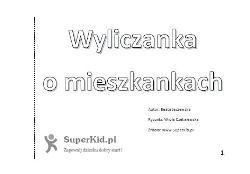 Wyliczanka
o mieszkankach
SuperKid.pl
Zapewnij dziecku dobry start!
1